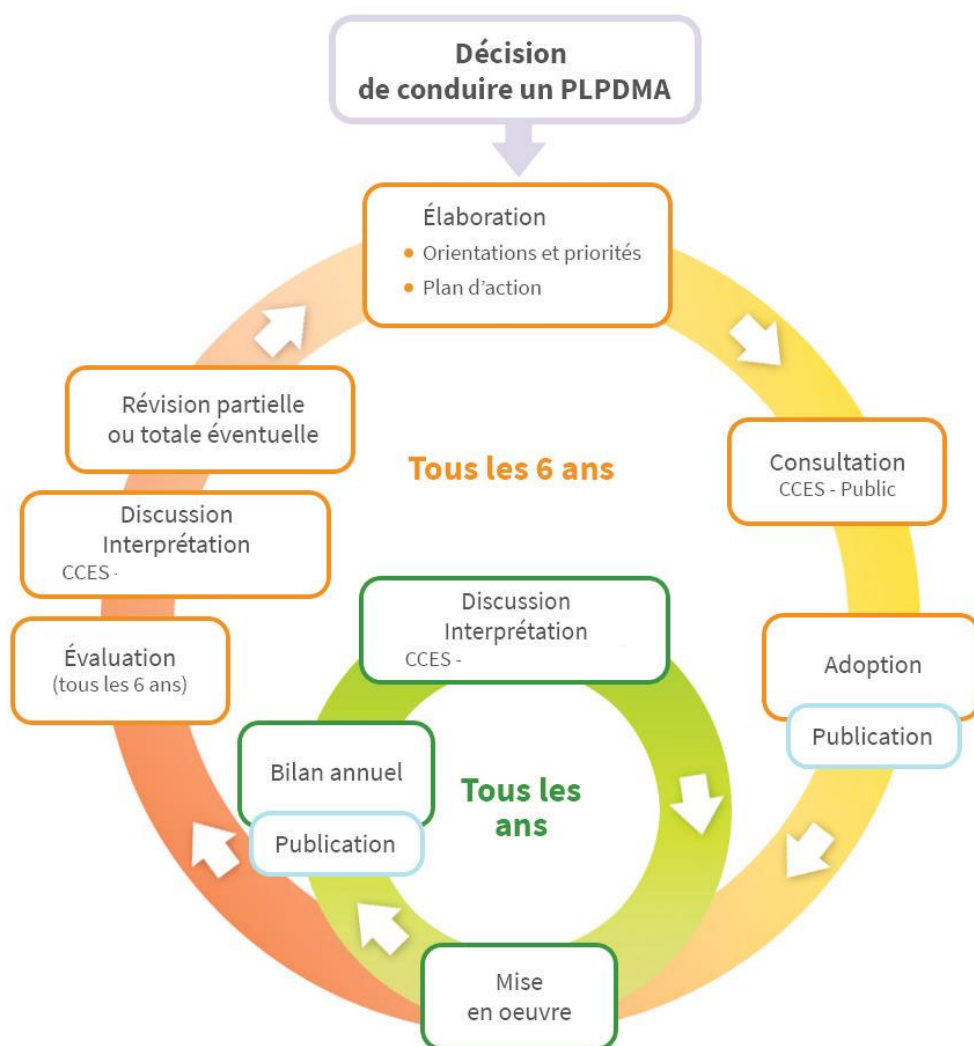 Décision
de conduire un PLPDMA
Élaboration
• Orientations et priorités
• Plan d'action
Révision partielle
ou totale éventuelle
Tous les 6 ans
Consultation
CCES - Public
Discussion
Interprétation
CCES -
Discussion
Interprétation
CCES -
Évaluation
(tous les 6 ans)
Adoption
Publication
Bilan annuel
Publication
Tous les
ans
Mise
en oeuvre